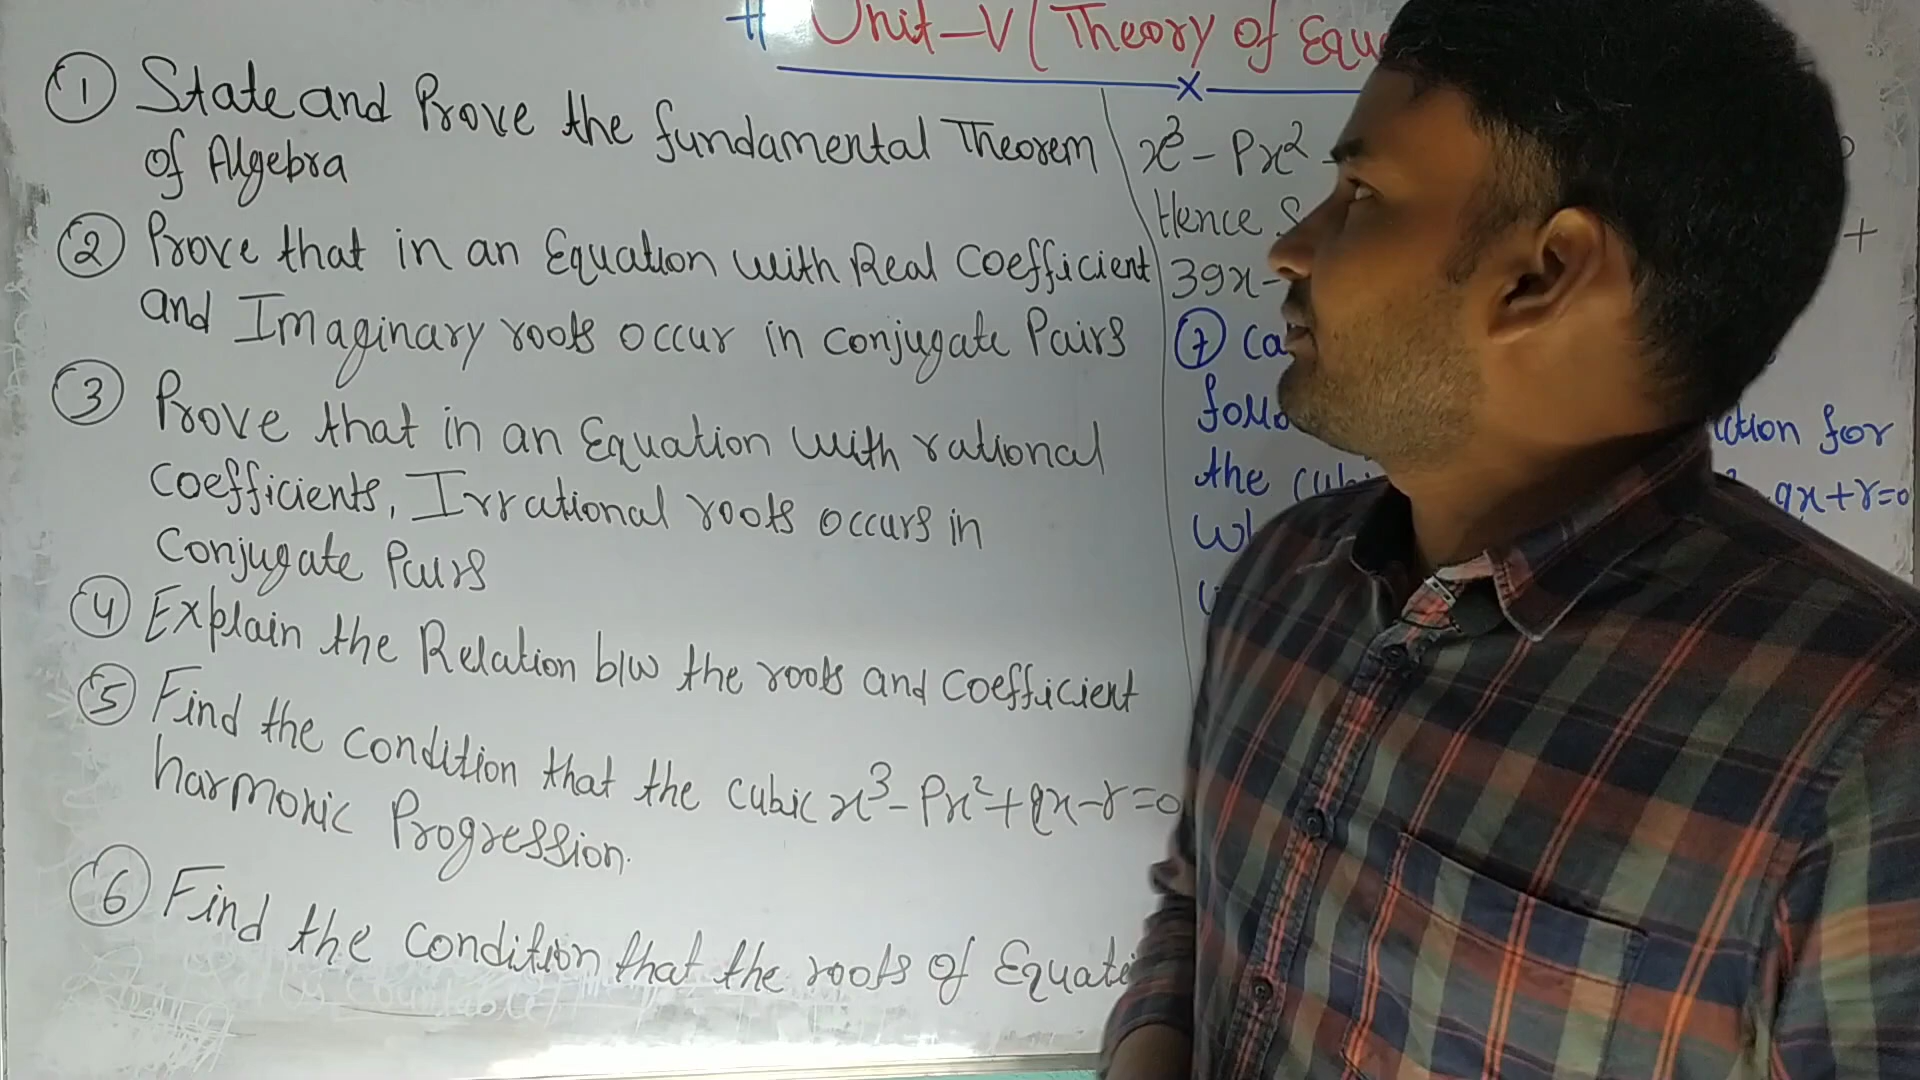 # Unit-V (Theory of Equ
① State and Prove the fundamental Theorem
of Algebra
② Prove that in an Equation with Real Coefficient
and Imaginary roots occur in conjugate Pairs
③ Prove that in an Equation with rational
Coefficients, Irrational roots occurs in
Conjugate Pairs
④ Explain the Relation b/w the roots and coefficient
⑤ Find the condition that the cubic x³-Px²+qx-r=0
harmonic Progression.
⑥ Find the condition that the roots of Equati
x³-Px²-
Hence
39x-
+
⑦ Ca
follo ction for
the cubi qx+r=0